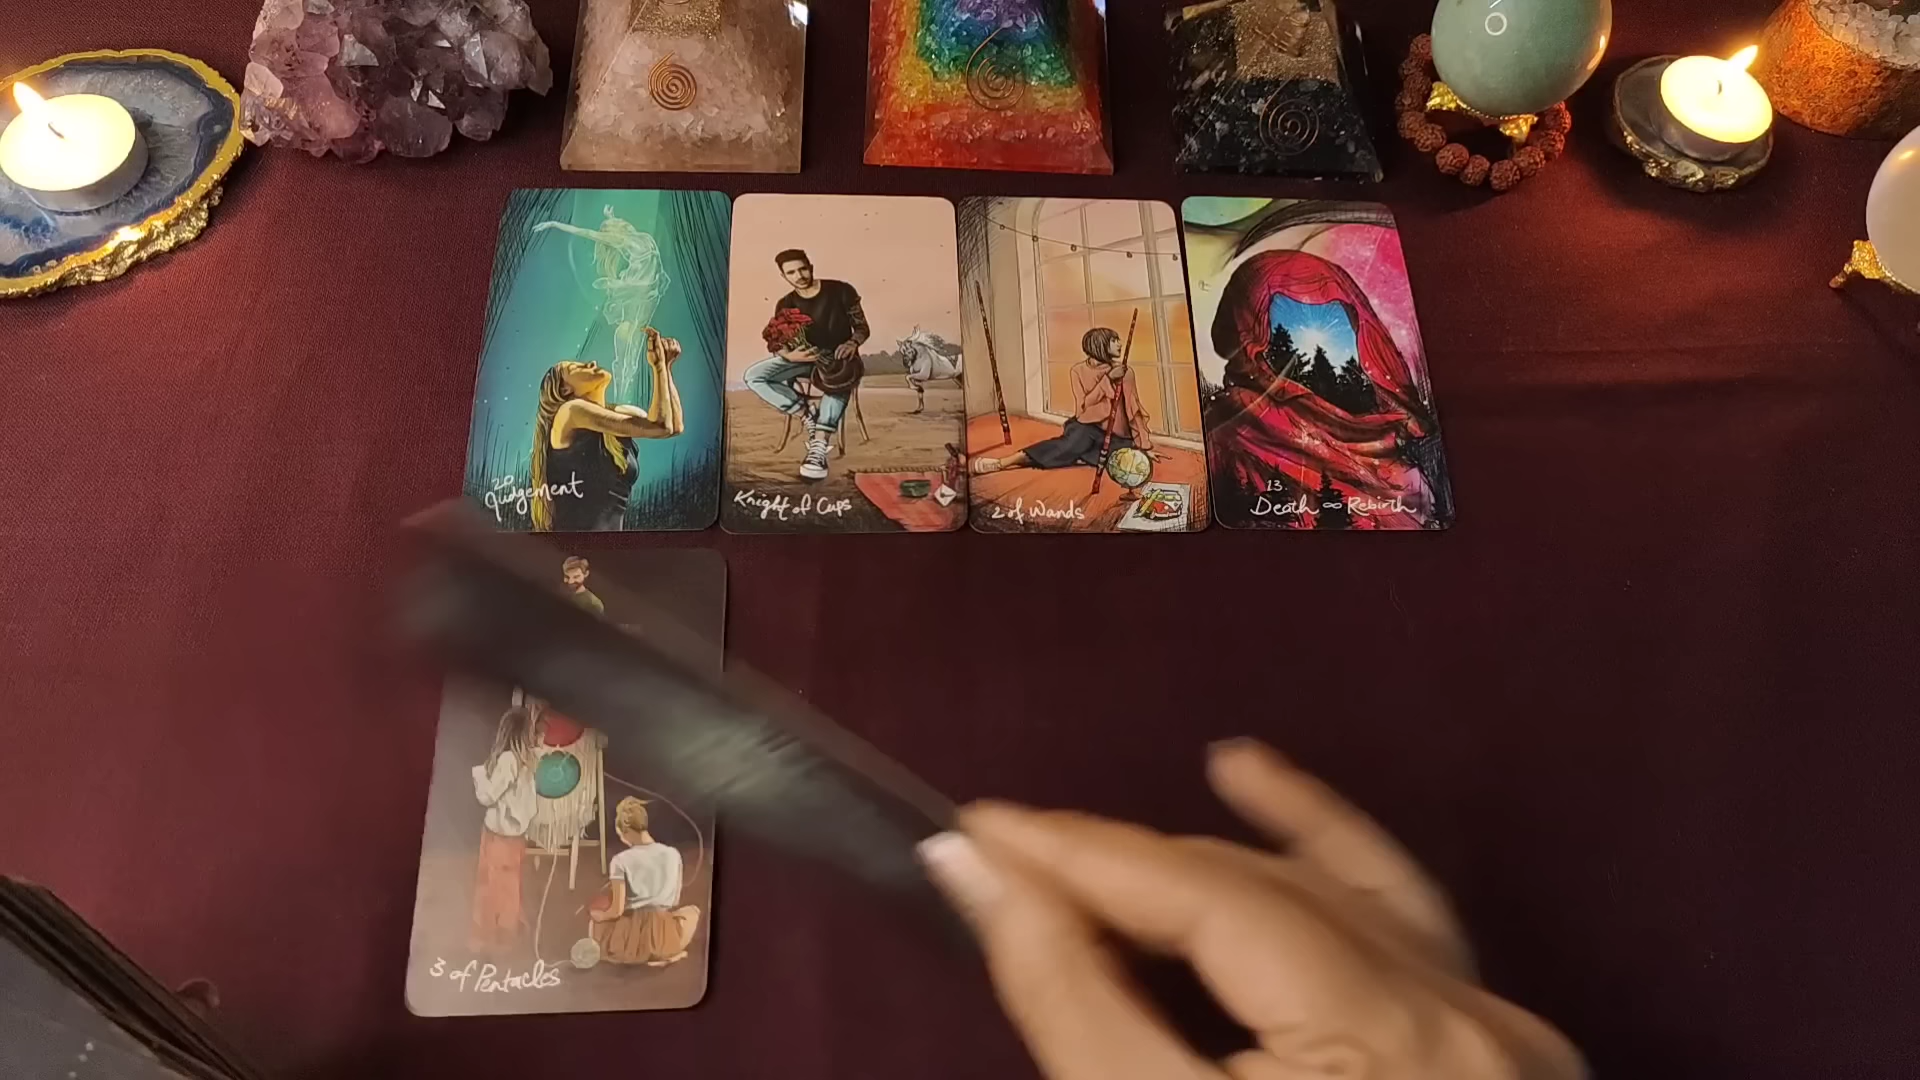 20
Judgement
Knight of Cups
2 of Wands
13.
Death ∞ Rebirth
3 of Pentacles